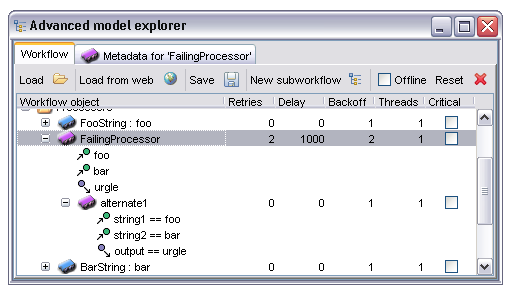 Advanced model explorer
Workflow Metadata for 'FailingProcessor'
Load Load from web Save New subworkflow Offline Reset
Workflow object Retries Delay Backoff Threads Critical
Processors
FooString : foo 0 0 1 1
FailingProcessor 2 1000 2 1
foo
bar
urgle
alternate1 0 0 1 1
string1 == foo
string2 == bar
output == urgle
BarString : bar 0 0 1 1